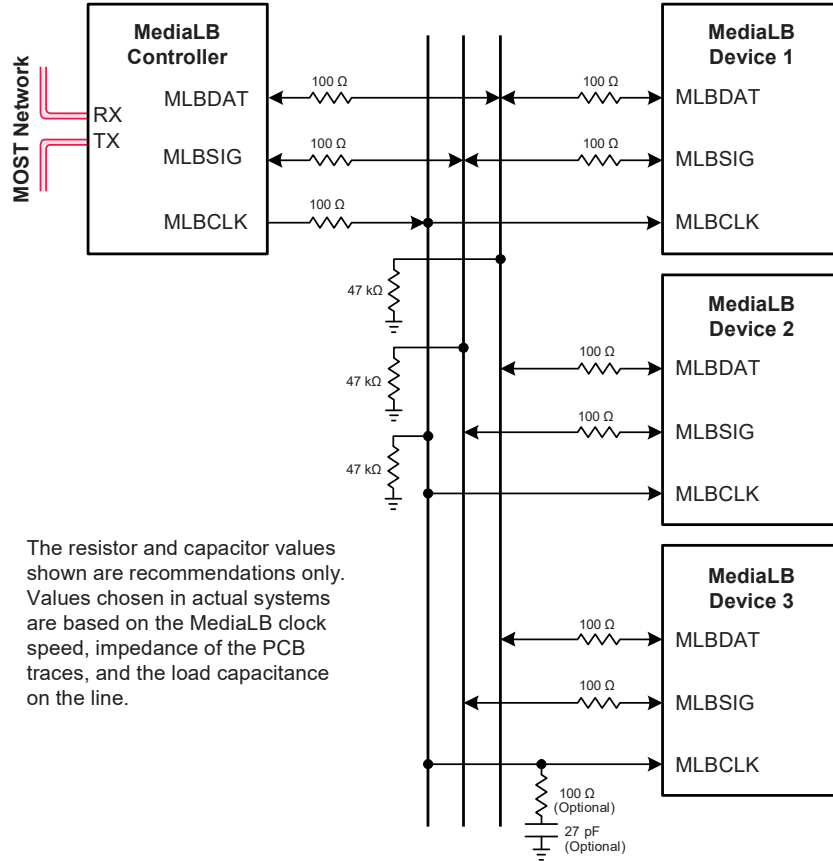 MOST Network
MediaLB
Controller
RX
TX
MLBDAT
MLBSIG
MLBCLK
100 Ω
100 Ω
100 Ω
MediaLB
Device 1
100 Ω
MLBDAT
100 Ω
MLBSIG
MLBCLK
47 kΩ
47 kΩ
47 kΩ
MediaLB
Device 2
100 Ω
MLBDAT
100 Ω
MLBSIG
MLBCLK
The resistor and capacitor values
shown are recommendations only.
Values chosen in actual systems
are based on the MediaLB clock
speed, impedance of the PCB
traces, and the load capacitance
on the line.
MediaLB
Device 3
100 Ω
MLBDAT
100 Ω
MLBSIG
MLBCLK
100 Ω
(Optional)
27 pF
(Optional)